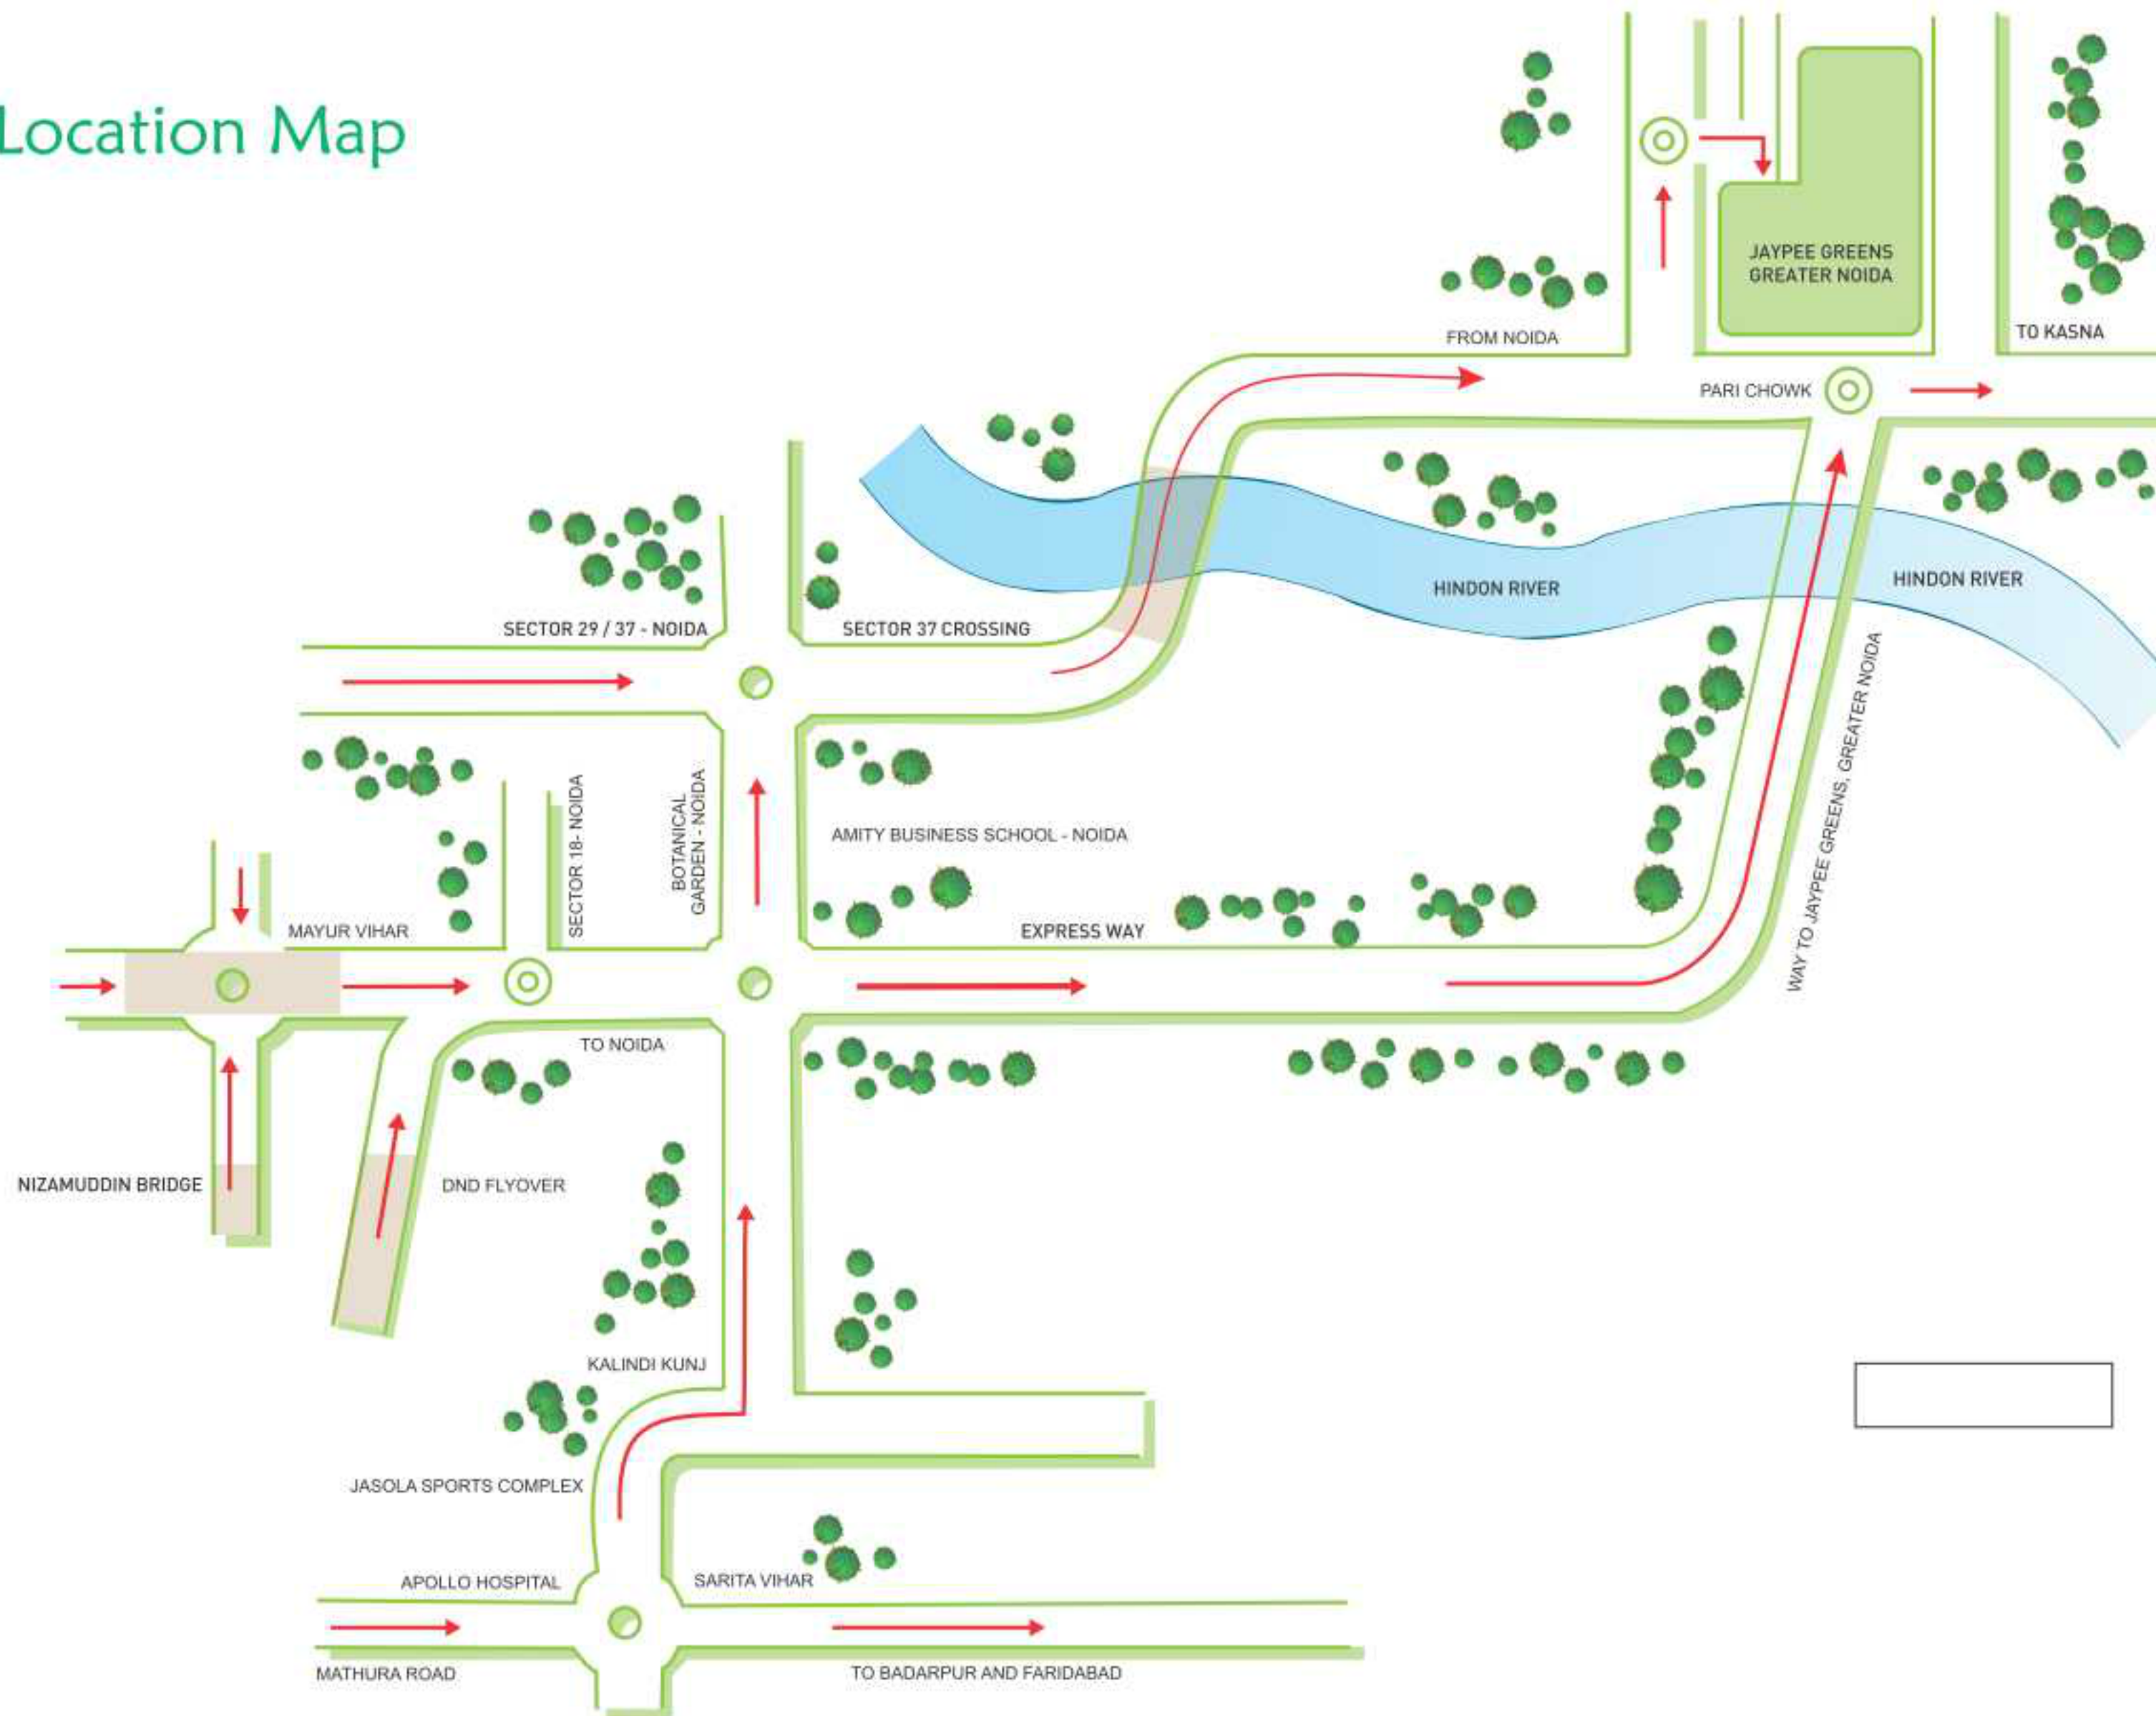 Location Map
JAYPEE GREENS
GREATER NOIDA
FROM NOIDA
TO KASNA
PARI CHOWK
HINDON RIVER
HINDON RIVER
SECTOR 29 / 37 - NOIDA
SECTOR 37 CROSSING
WAY TO JAYPEE GREENS, GREATER NOIDA
SECTOR 18- NOIDA
BOTANICAL
GARDEN - NOIDA
AMITY BUSINESS SCHOOL - NOIDA
MAYUR VIHAR
EXPRESS WAY
TO NOIDA
NIZAMUDDIN BRIDGE
DND FLYOVER
KALINDI KUNJ
JASOLA SPORTS COMPLEX
APOLLO HOSPITAL
SARITA VIHAR
MATHURA ROAD
TO BADARPUR AND FARIDABAD